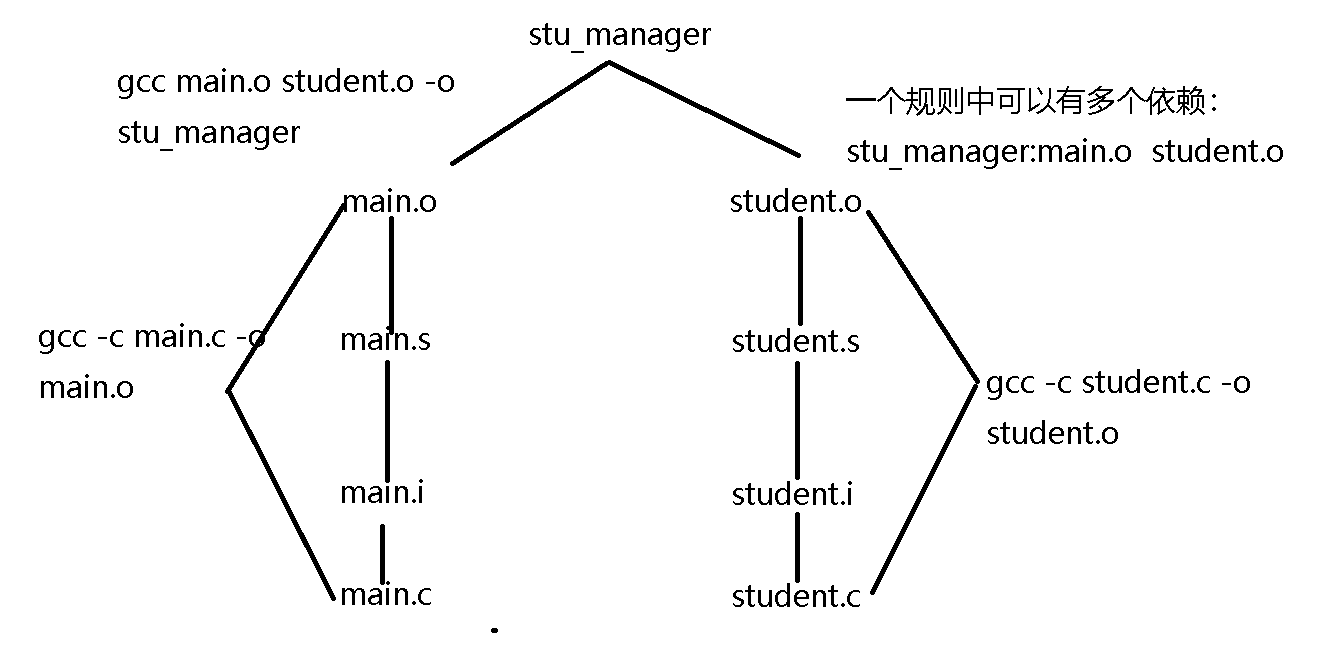 stu_manager
gcc main.o student.o -o
stu_manager
一个规则中可以有多个依赖：
stu_manager:main.o student.o
main.o
student.o
gcc -c main.c -o
main.o
main.s
student.s
gcc -c student.c -o
student.o
main.i
student.i
main.c
student.c